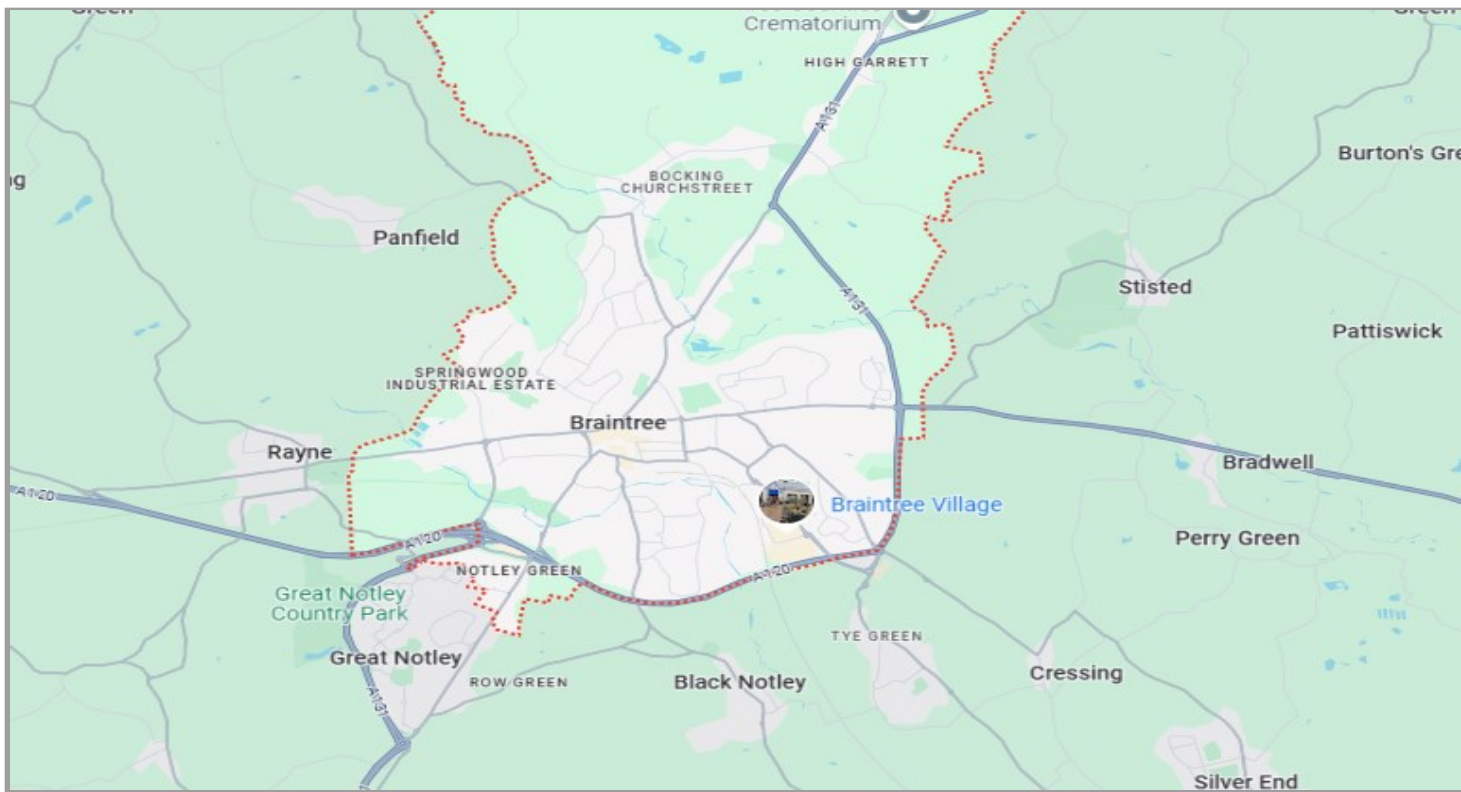 Crematorium
HIGH GARRETT
A131
BOCKING
CHURCHSTREET
Burton's Gre
Panfield
Stisted
A131
Pattiswick
SPRINGWOOD
INDUSTRIAL ESTATE
Braintree
Rayne
Bradwell
A120
Braintree Village
Perry Green
A120
NOTLEY GREEN
A120
Great Notley
Country Park
TYE GREEN
Great Notley
Cressing
ROW GREEN
Black Notley
A131
Silver End